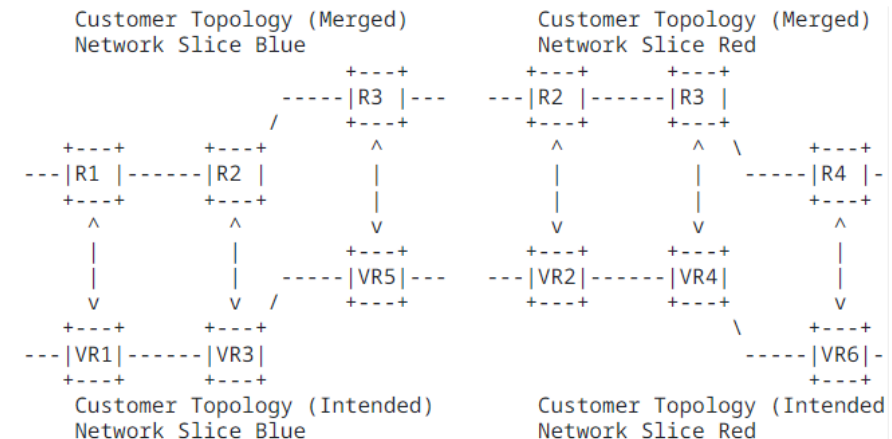 Customer Topology (Merged) Customer Topology (Merged)
Network Slice Blue Network Slice Red
+---+ +---+ +---+
-----|R3 |--- ---|R2 |------|R3 |
/ +---+ +---+ +---+
+---+ +---+ ^ ^ ^ \ +---+
---|R1 |------|R2 | | | | -----|R4 |-
+---+ +---+ | | | +---+
^ ^ v v v ^
| | +---+ +---+ +---+ |
| | -----|VR5|--- ---|VR2|------|VR4| |
v v / +---+ +---+ +---+ v
+---+ +---+ \ +---+
---|VR1|------|VR3| -----|VR6|-
+---+ +---+ +---+
Customer Topology (Intended) Customer Topology (Intended
Network Slice Blue Network Slice Red